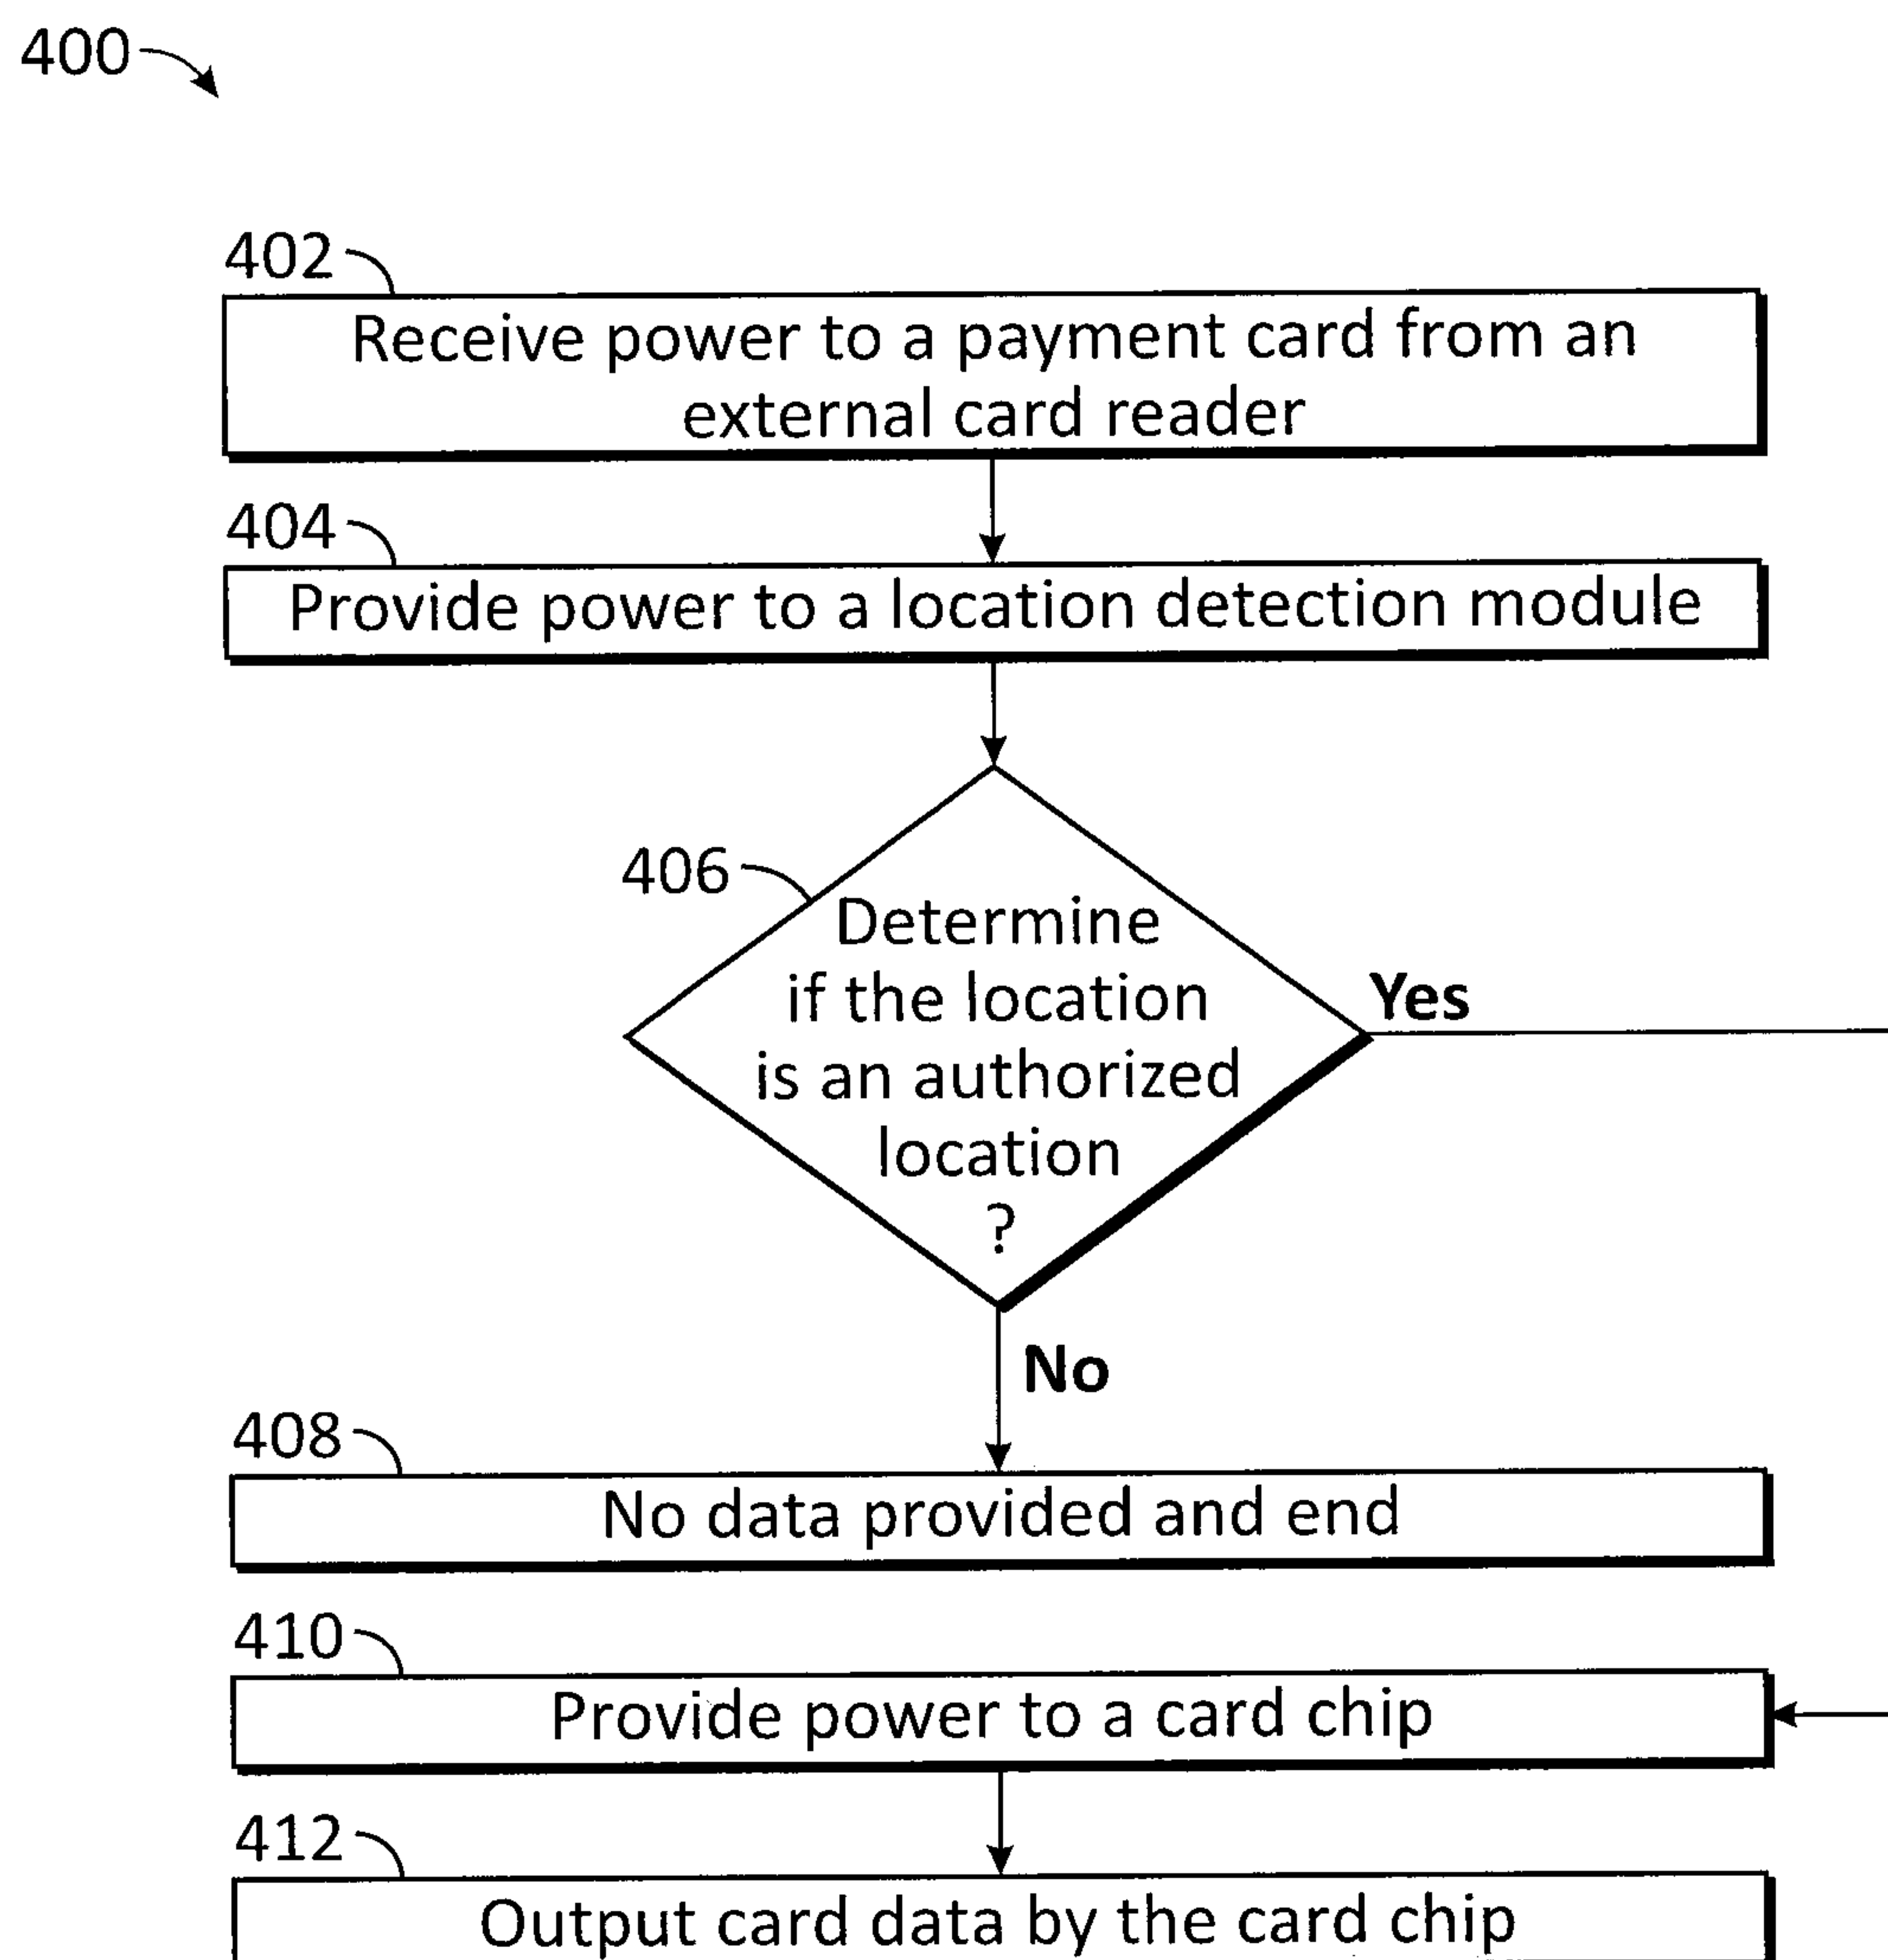 400
402
Receive power to a payment card from an
external card reader
404
Provide power to a location detection module
406
Determine
if the location
is an authorized
location
?
Yes
No
408
No data provided and end
410
Provide power to a card chip
412
Output card data by the card chip